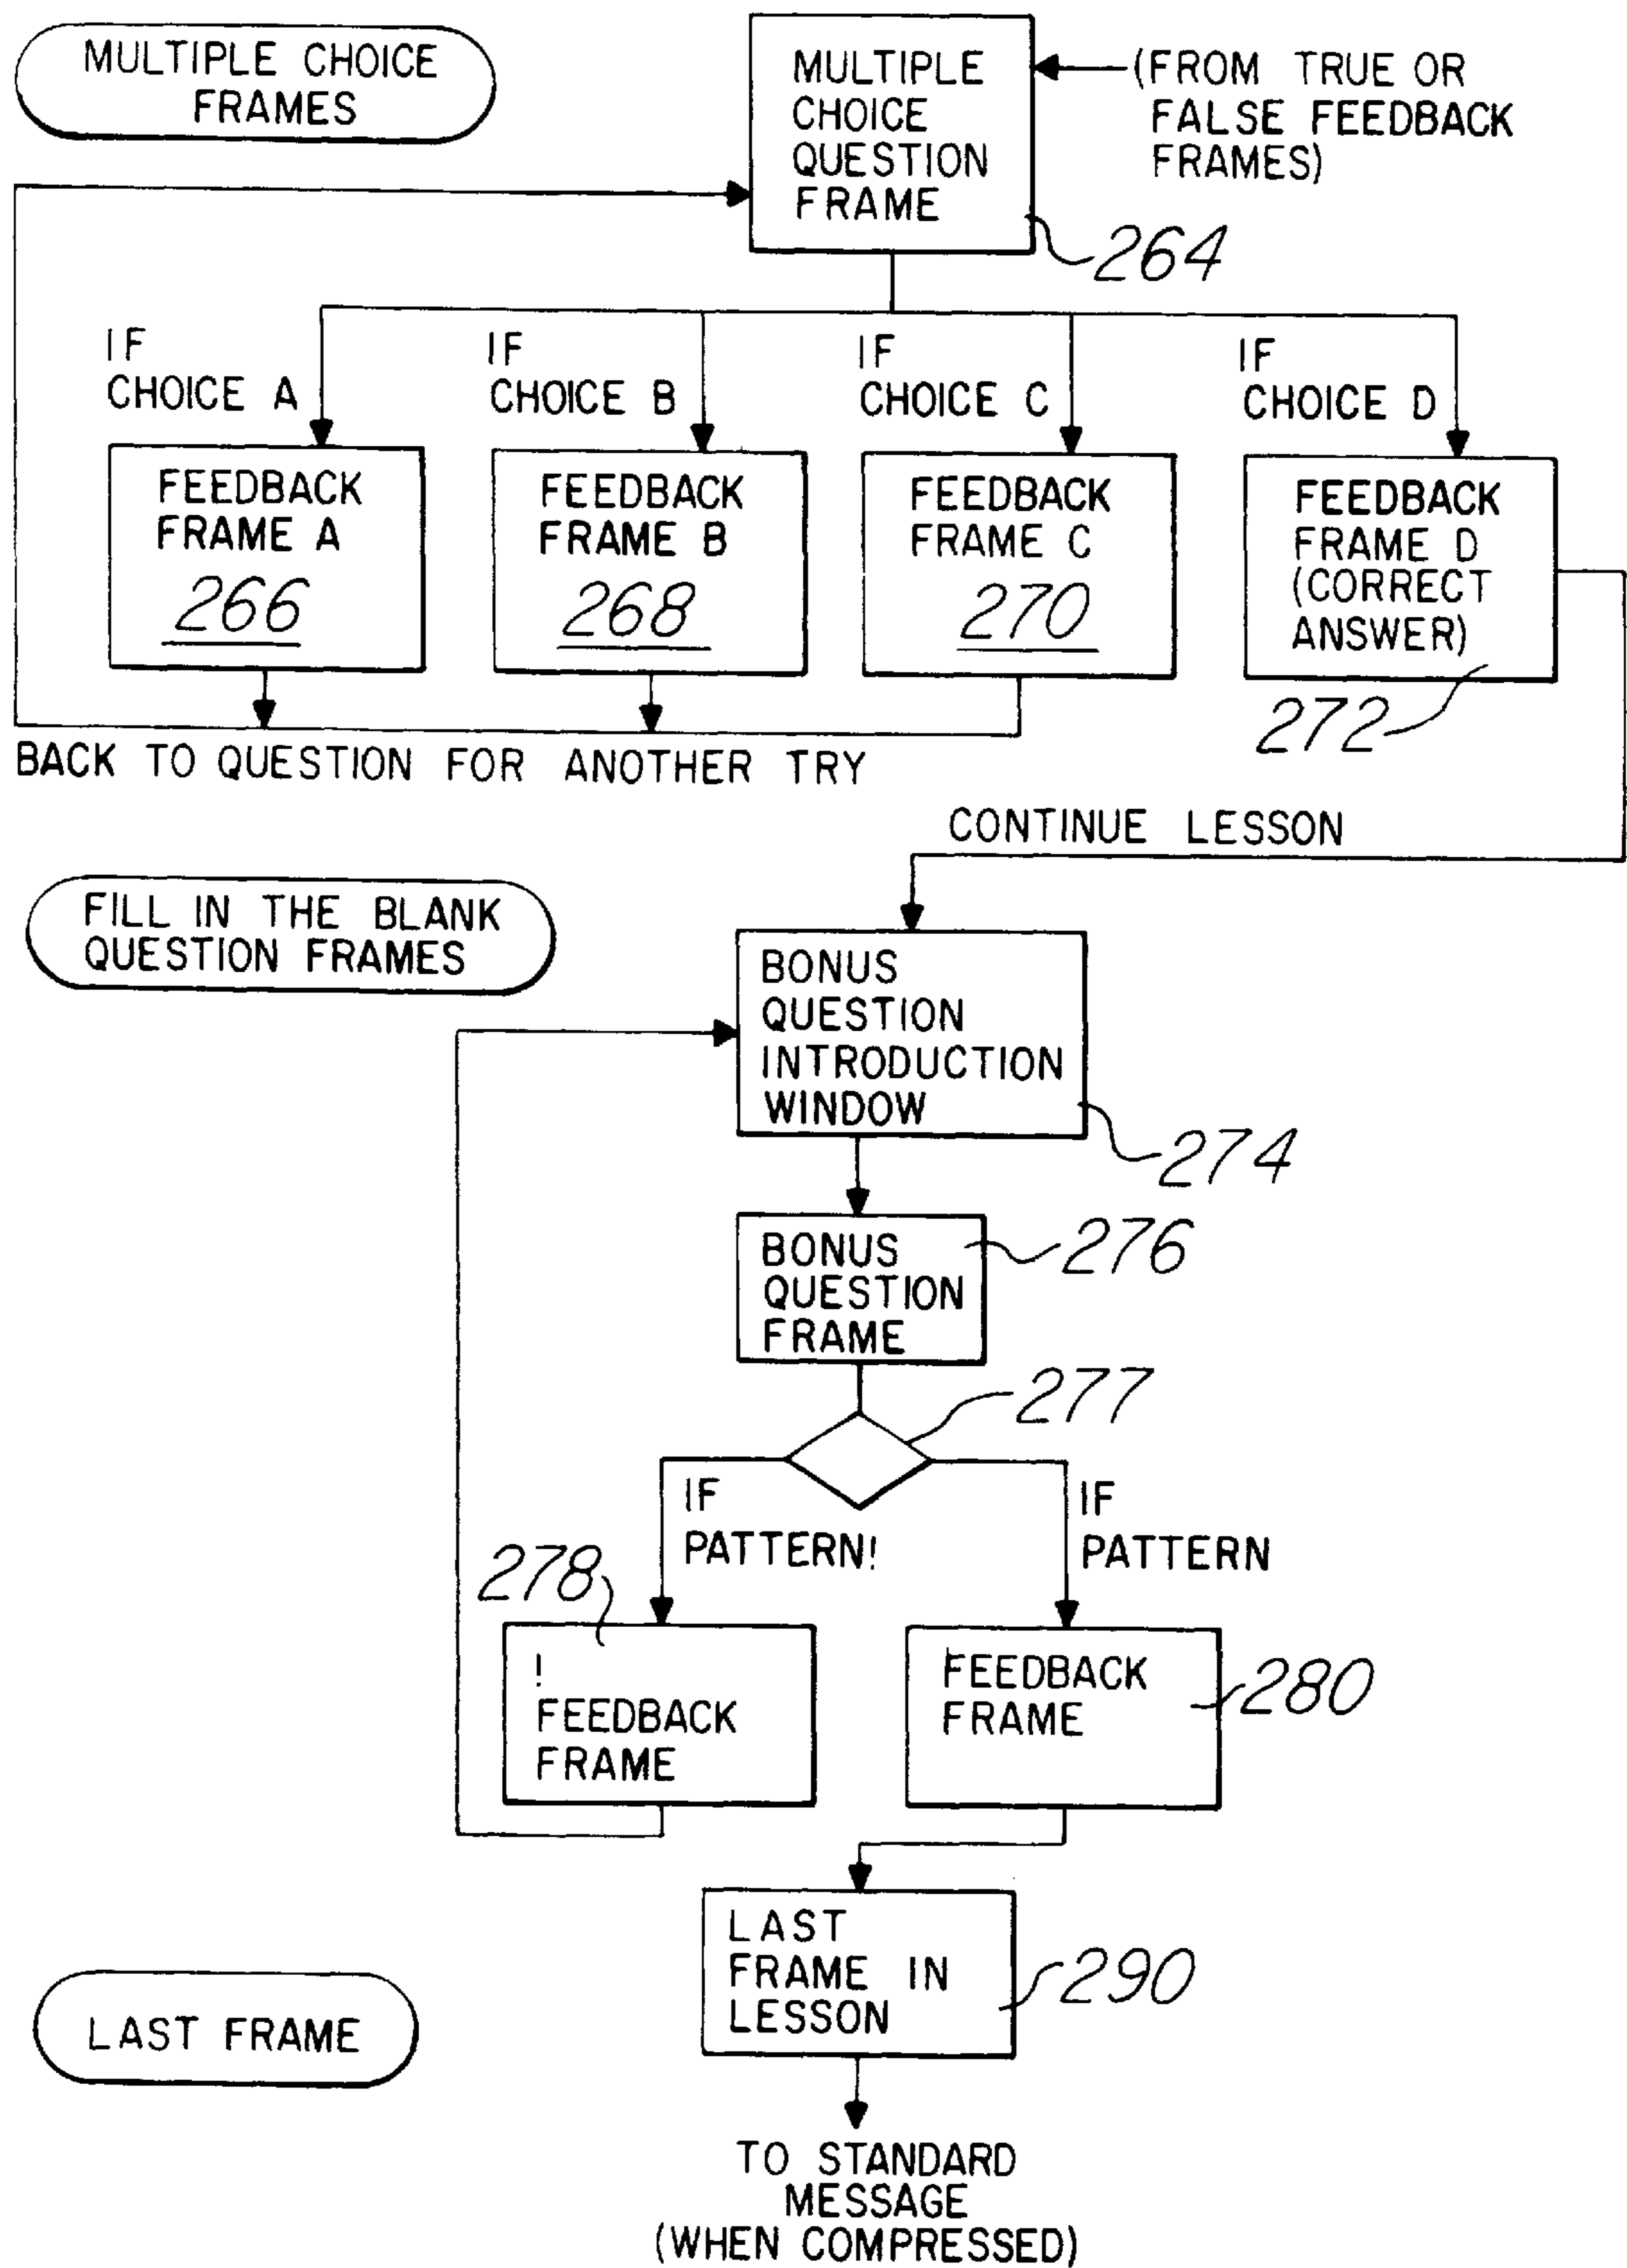 MULTIPLE CHOICE
FRAMES
MULTIPLE
CHOICE
QUESTION
FRAME
(FROM TRUE OR
FALSE FEEDBACK
FRAMES)
264
IF
CHOICE A
IF
CHOICE B
IF
CHOICE C
IF
CHOICE D
FEEDBACK
FRAME A
266
FEEDBACK
FRAME B
268
FEEDBACK
FRAME C
270
FEEDBACK
FRAME D
(CORRECT
ANSWER)
272
BACK TO QUESTION FOR ANOTHER TRY
CONTINUE LESSON
FILL IN THE BLANK
QUESTION FRAMES
BONUS
QUESTION
INTRODUCTION
WINDOW
274
BONUS
QUESTION
FRAME
276
277
IF
PATTERN!
IF
PATTERN
278
!
FEEDBACK
FRAME
FEEDBACK
FRAME
280
LAST
FRAME IN
LESSON
290
LAST FRAME
TO STANDARD
MESSAGE
(WHEN COMPRESSED)